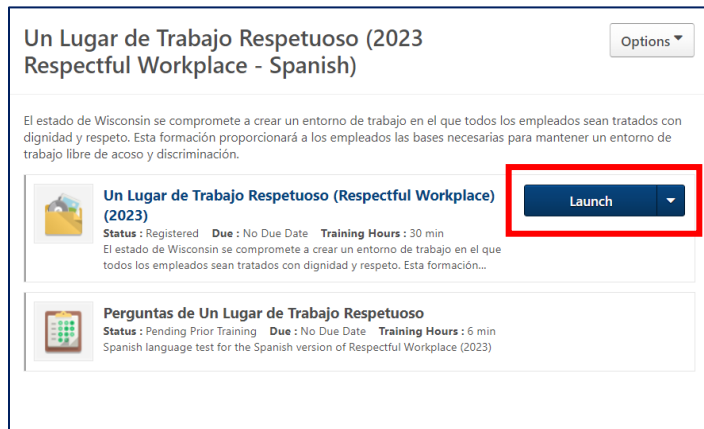 Un Lugar de Trabajo Respetuoso (2023
Respectful Workplace - Spanish)
Options
El estado de Wisconsin se compromete a crear un entorno de trabajo en el que todos los empleados sean tratados con
dignidad y respeto. Esta formación proporcionará a los empleados las bases necesarias para mantener un entorno de
trabajo libre de acoso y discriminación.
Un Lugar de Trabajo Respetuoso (Respectful Workplace)
(2023)
Status : Registered Due : No Due Date Training Hours : 30 min
El estado de Wisconsin se compromete a crear un entorno de trabajo en el que
todos los empleados sean tratados con dignidad y respeto. Esta formación...
Launch
Perguntas de Un Lugar de Trabajo Respetuoso
Status : Pending Prior Training Due : No Due Date Training Hours : 6 min
Spanish language test for the Spanish version of Respectful Workplace (2023)